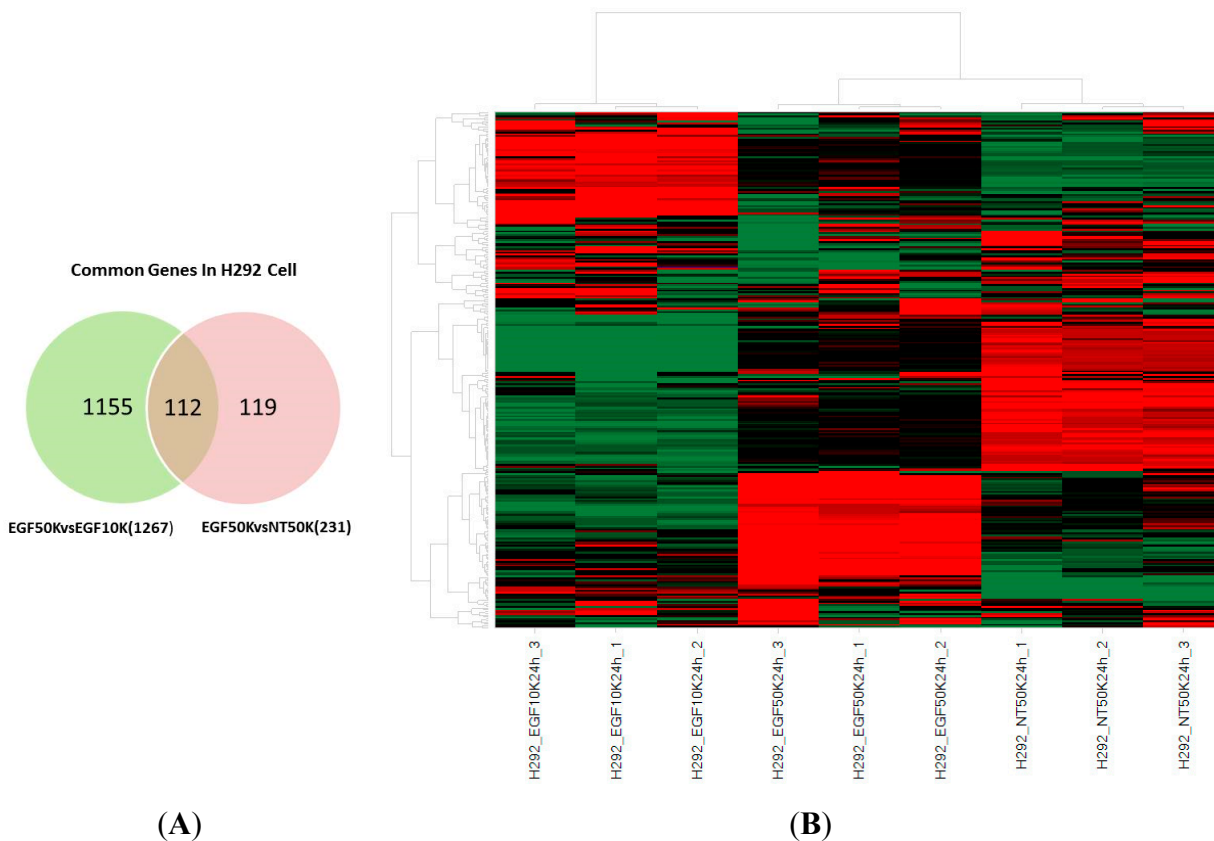 Common Genes In H292 Cell
1155
112
119
EGF50KvsEGF10K(1267)
EGF50KvsNT50K(231)
H292_EGF10K24h_3
H292_EGF10K24h_1
H292_EGF10K24h_2
H292_EGF50K24h_3
H292_EGF50K24h_1
H292_EGF50K24h_2
H292_NT50K24h_1
H292_NT50K24h_2
H292_NT50K24h_3
(A)
(B)